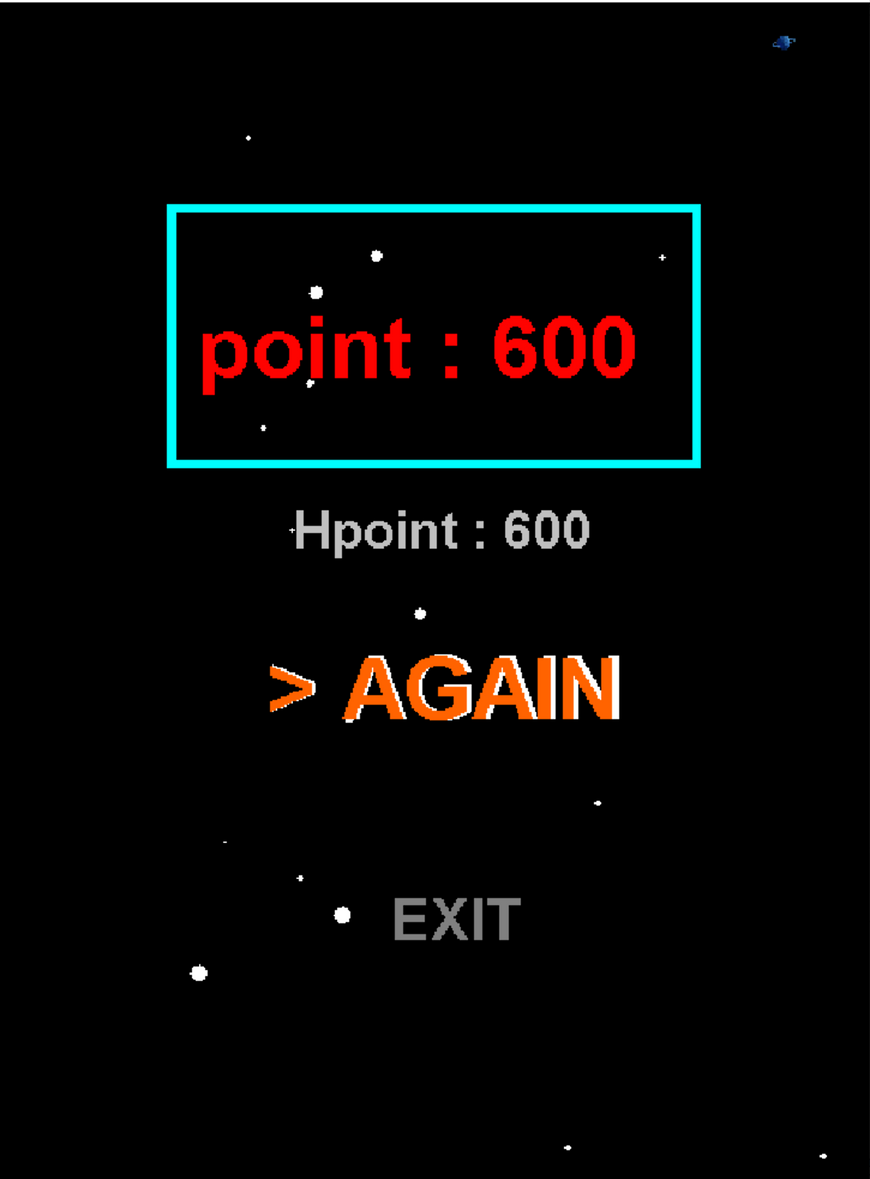 point : 600
Hpoint : 600
> AGAIN
EXIT